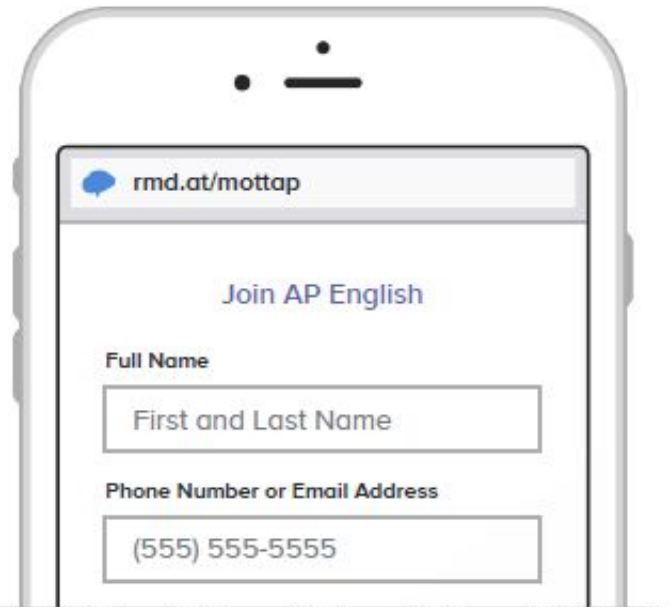 rmd.at/mottap
Join AP English
Full Name
First and Last Name
Phone Number or Email Address
(555) 555-5555